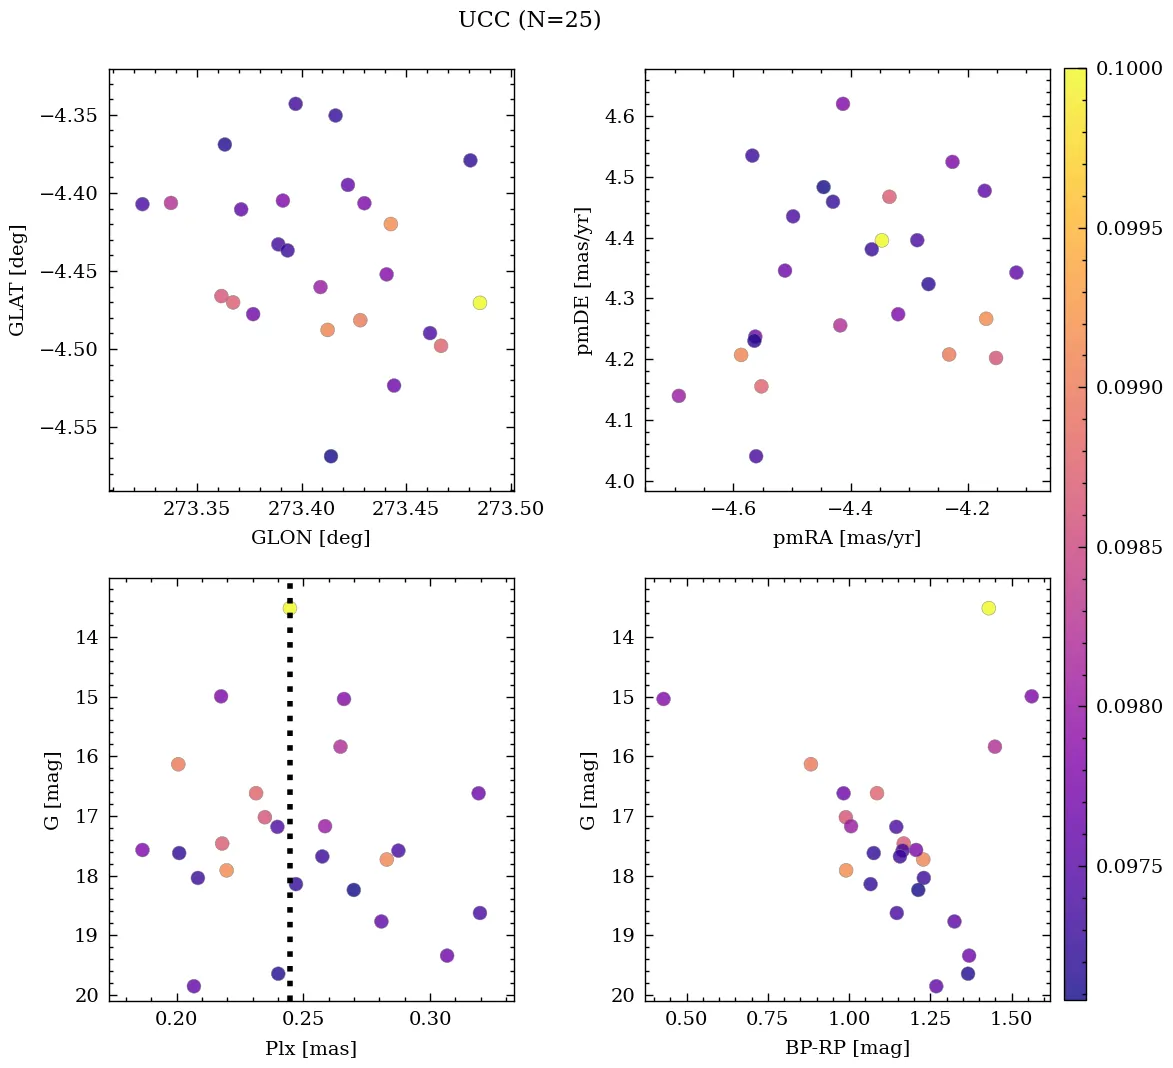 UCC (N=25)
−4.35
−4.40
−4.45
−4.50
−4.55
GLAT [deg]
273.35 273.40 273.45 273.50
GLON [deg]
4.6
4.5
4.4
4.3
4.2
4.1
4.0
pmDE [mas/yr]
−4.6 −4.4 −4.2
pmRA [mas/yr]
0.1000
0.0995
0.0990
0.0985
0.0980
0.0975
14
15
16
17
18
19
20
G [mag]
0.20 0.25 0.30
Plx [mas]
14
15
16
17
18
19
20
G [mag]
0.50 0.75 1.00 1.25 1.50
BP-RP [mag]